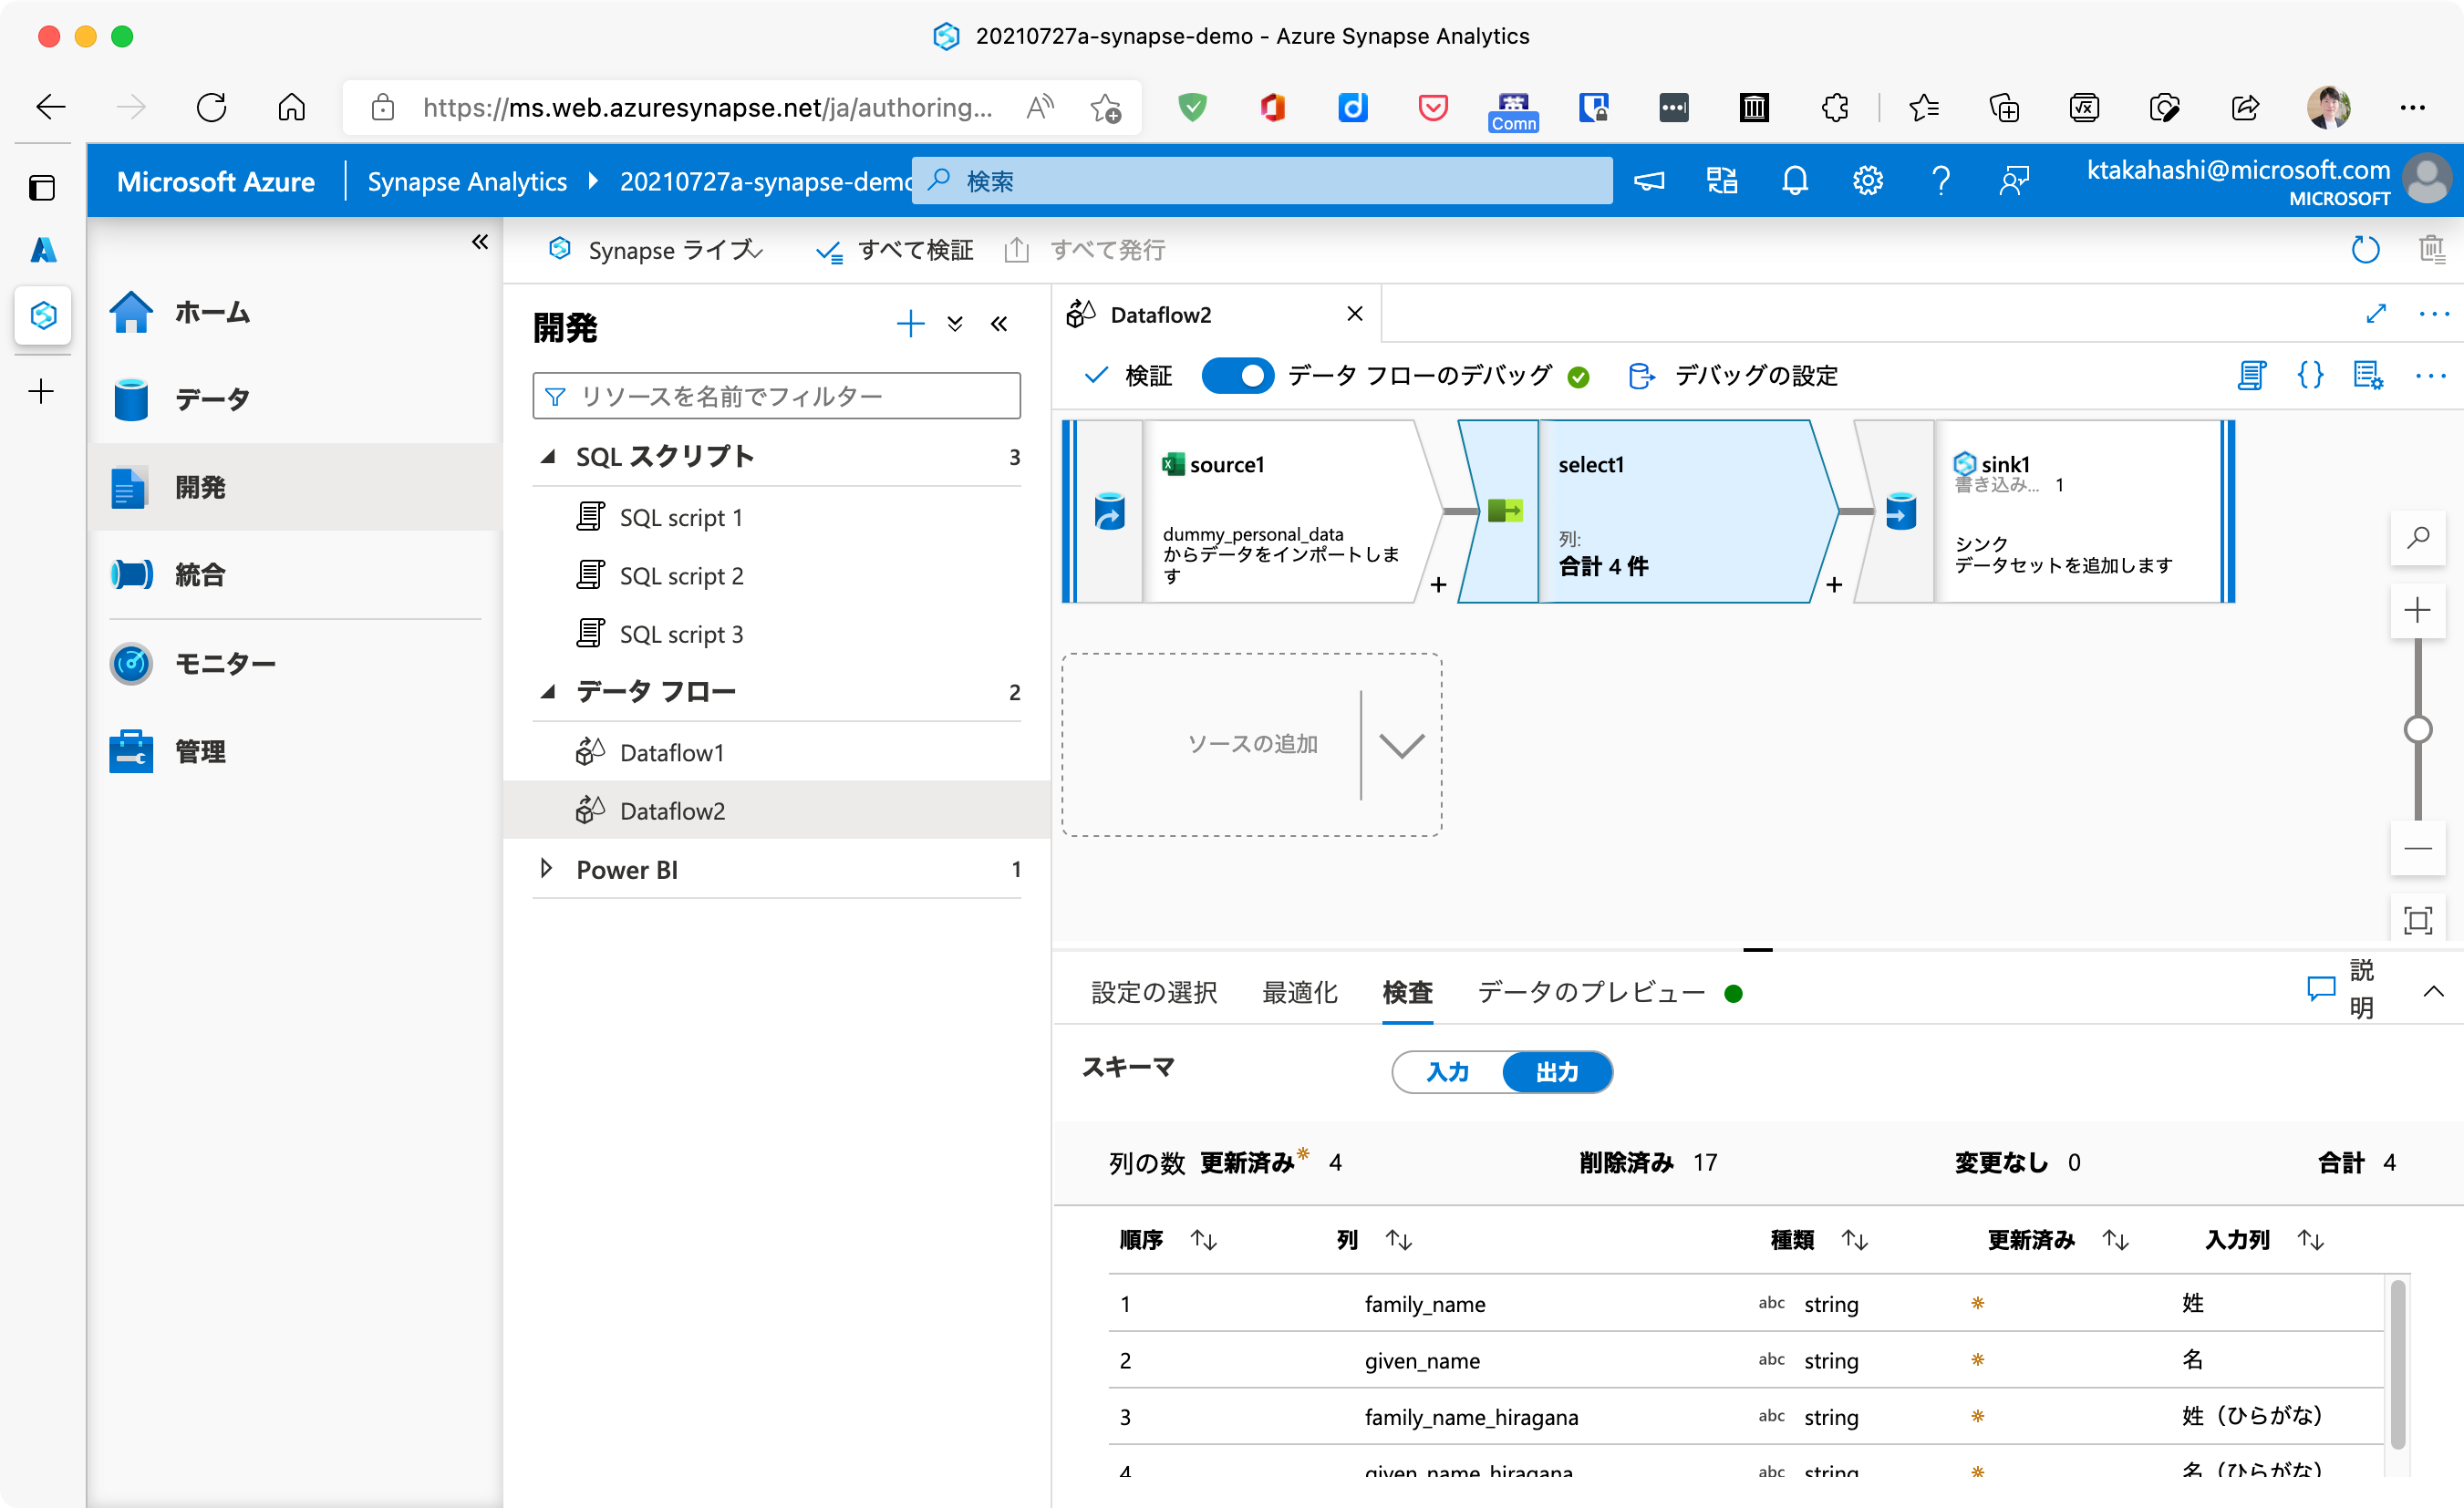 20210727a-synapse-demo - Azure Synapse Analytics
https://ms.web.azuresynapse.net/ja/authoring...
英
Comn
Microsoft Azure
Synapse Analytics
20210727a-synapse-demo
検索
ktakahashi@microsoft.com
MICROSOFT
ホーム
データ
開発
統合
モニター
管理
Synapse ライブ
すべて検証
すべて発行
開発
リソースを名前でフィルター
SQL スクリプト 3
SQL script 1
SQL script 2
SQL script 3
データ フロー 2
Dataflow1
Dataflow2
Power BI 1
Dataflow2
検証
データ フローのデバッグ
デバッグの設定
source1
dummy_personal_data
からデータをインポートしま
す
select1
列:
合計 4 件
sink1
書き込み... 1
シンク
データセットを追加します
ソースの追加
設定の選択
最適化
検査
データのプレビュー
説
明
スキーマ
入力
出力
列の数 更新済み* 4
削除済み 17
変更なし 0
合計 4
順序 列 種類 更新済み 入力列
1 family_name abc string * 姓
2 given_name abc string * 名
3 family_name_hiragana abc string * 姓（ひらがな）
4 given_name_hiragana abc string * 名（ひらがな）